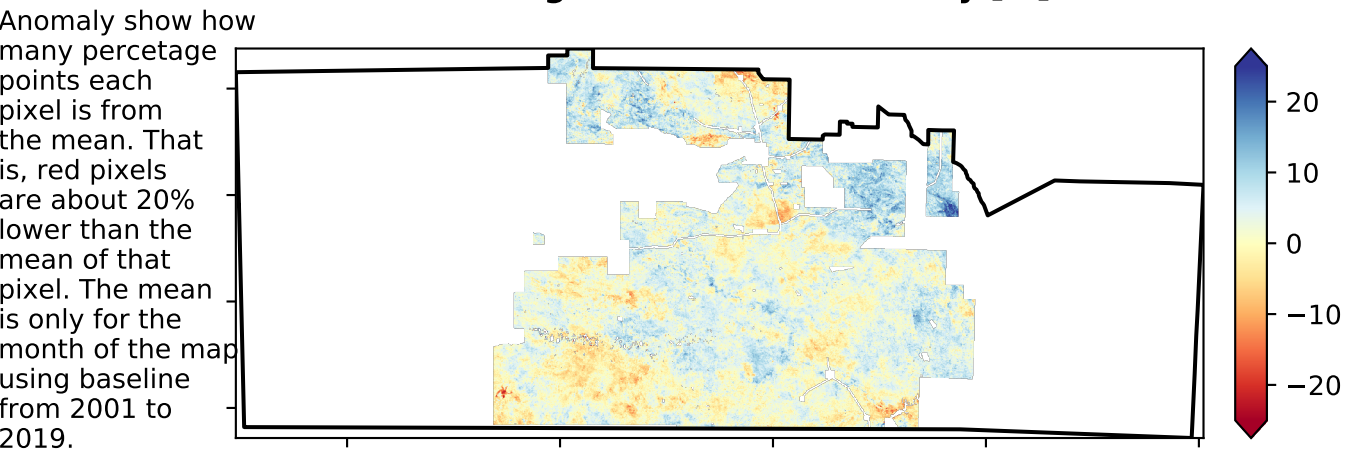 Anomaly show how
many percetage
points each
pixel is from
the mean. That
is, red pixels
are about 20%
lower than the
mean of that
pixel. The mean
is only for the
month of the map
using baseline
from 2001 to
2019.
20
10
0
−10
−20